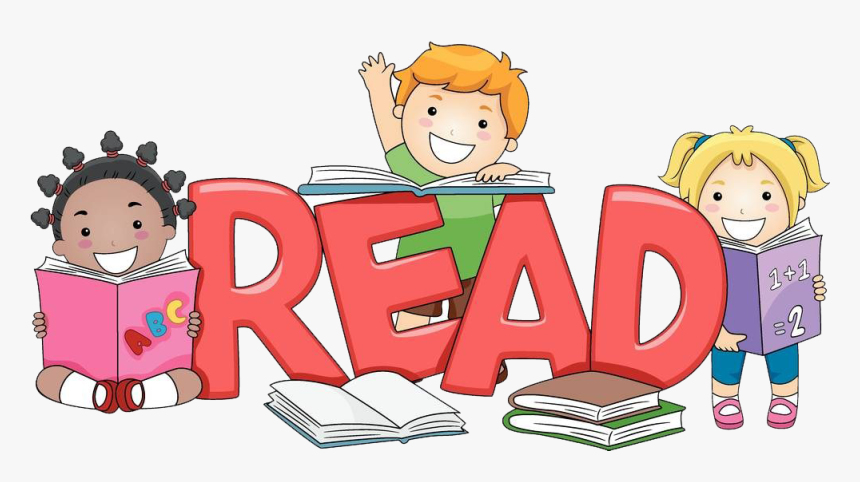 READ
ABC
1+1
=2